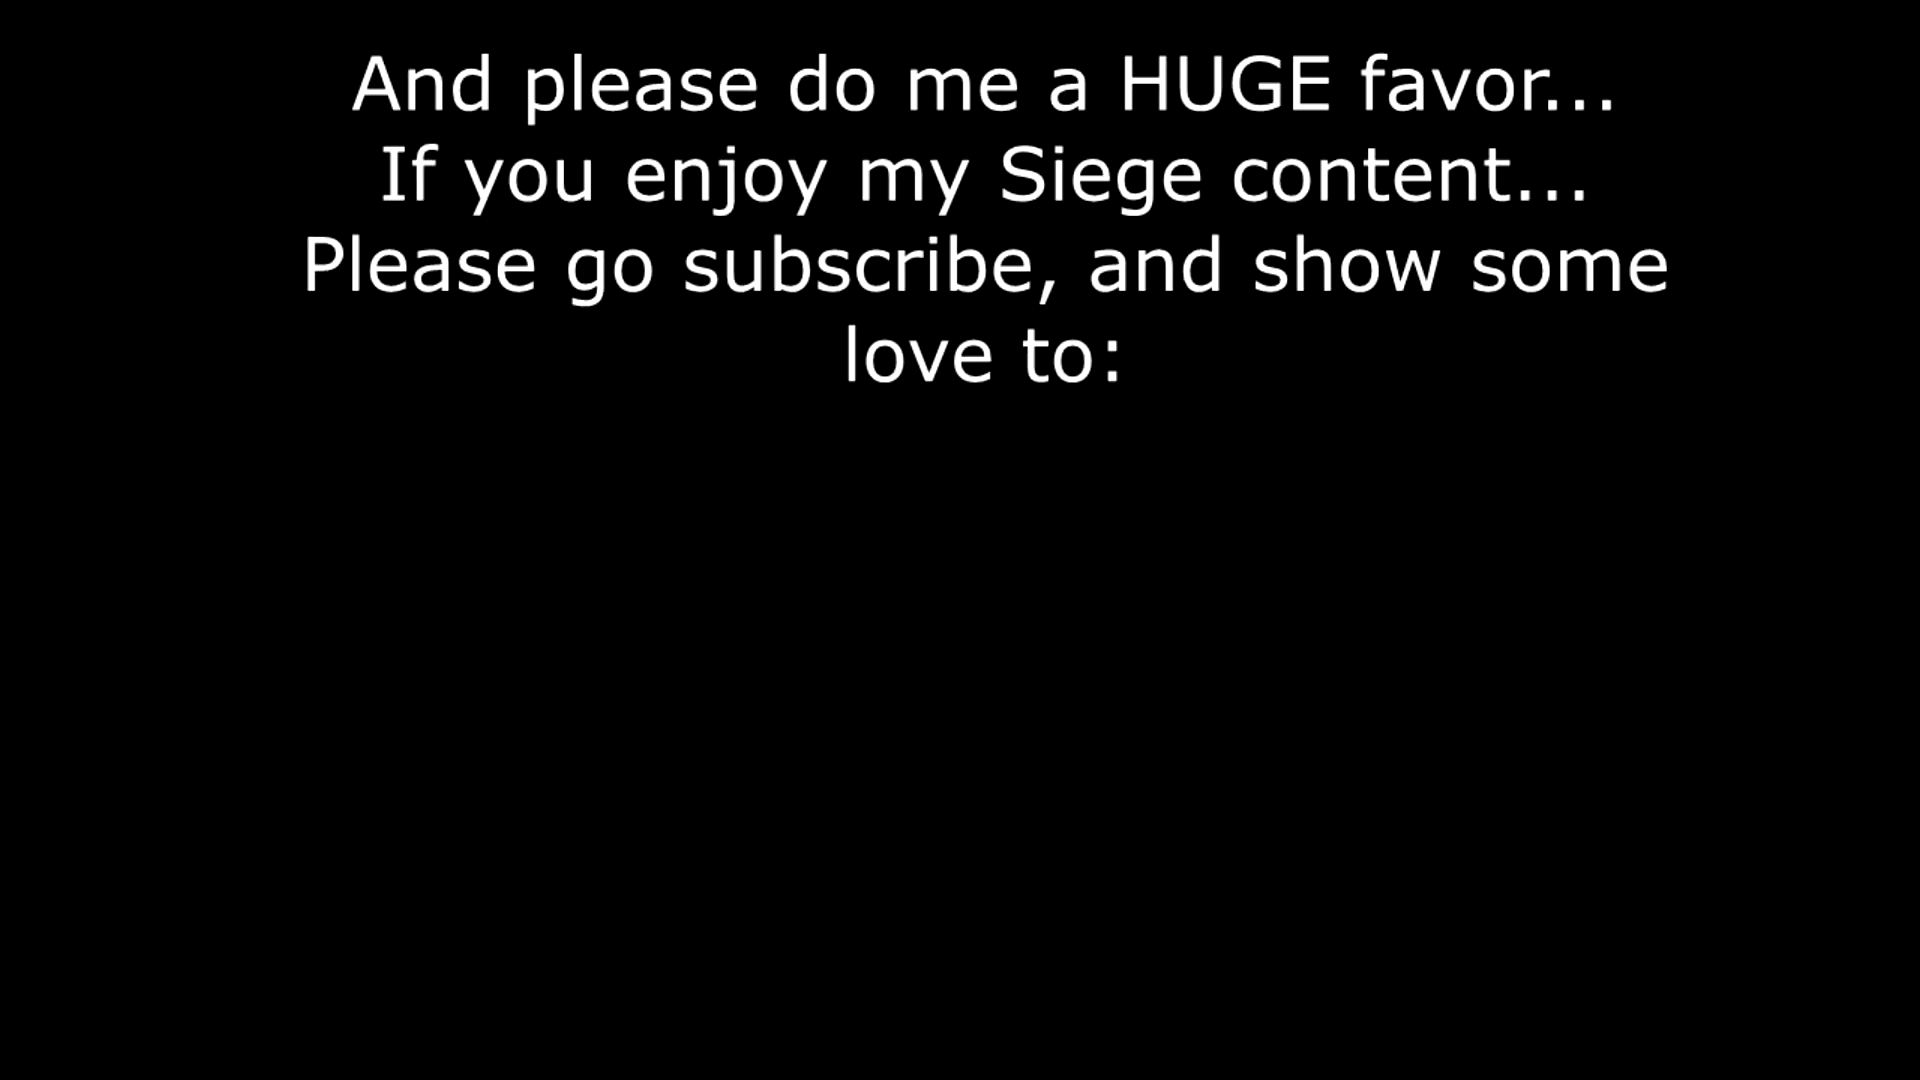 And please do me a HUGE favor...
If you enjoy my Siege content...
Please go subscribe, and show some
love to: